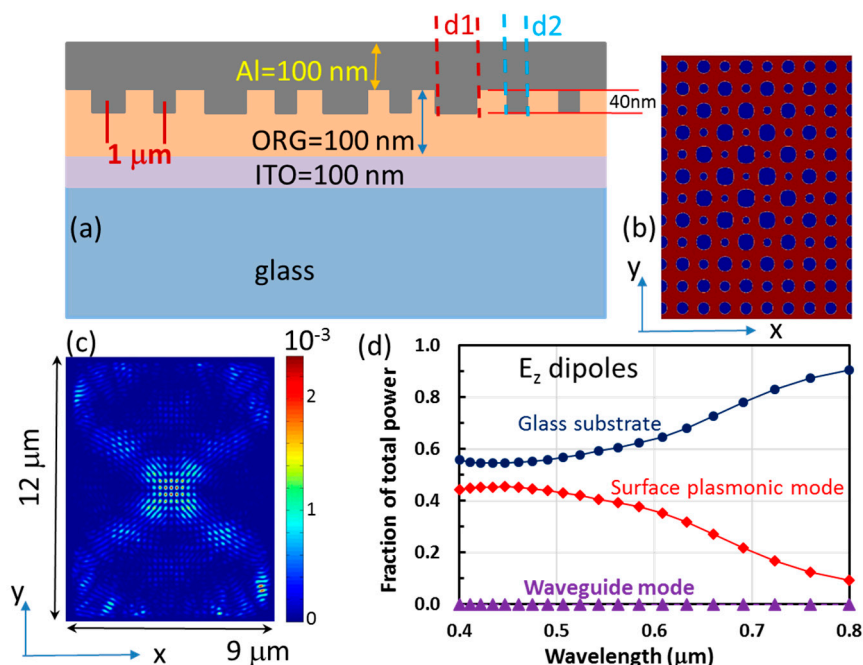 d1
d2
Al=100 nm
40nm
1 μm
ORG=100 nm
ITO=100 nm
(a)
glass
(b)
y
x
(c)
10⁻³
2
1
0
12 μm
y
x
9 μm
(d)
1.0
0.8
0.6
0.4
0.2
0.0
Fraction of total power
E_z dipoles
Glass substrate
Surface plasmonic mode
Waveguide mode
0.4 0.5 0.6 0.7 0.8
Wavelength (μm)